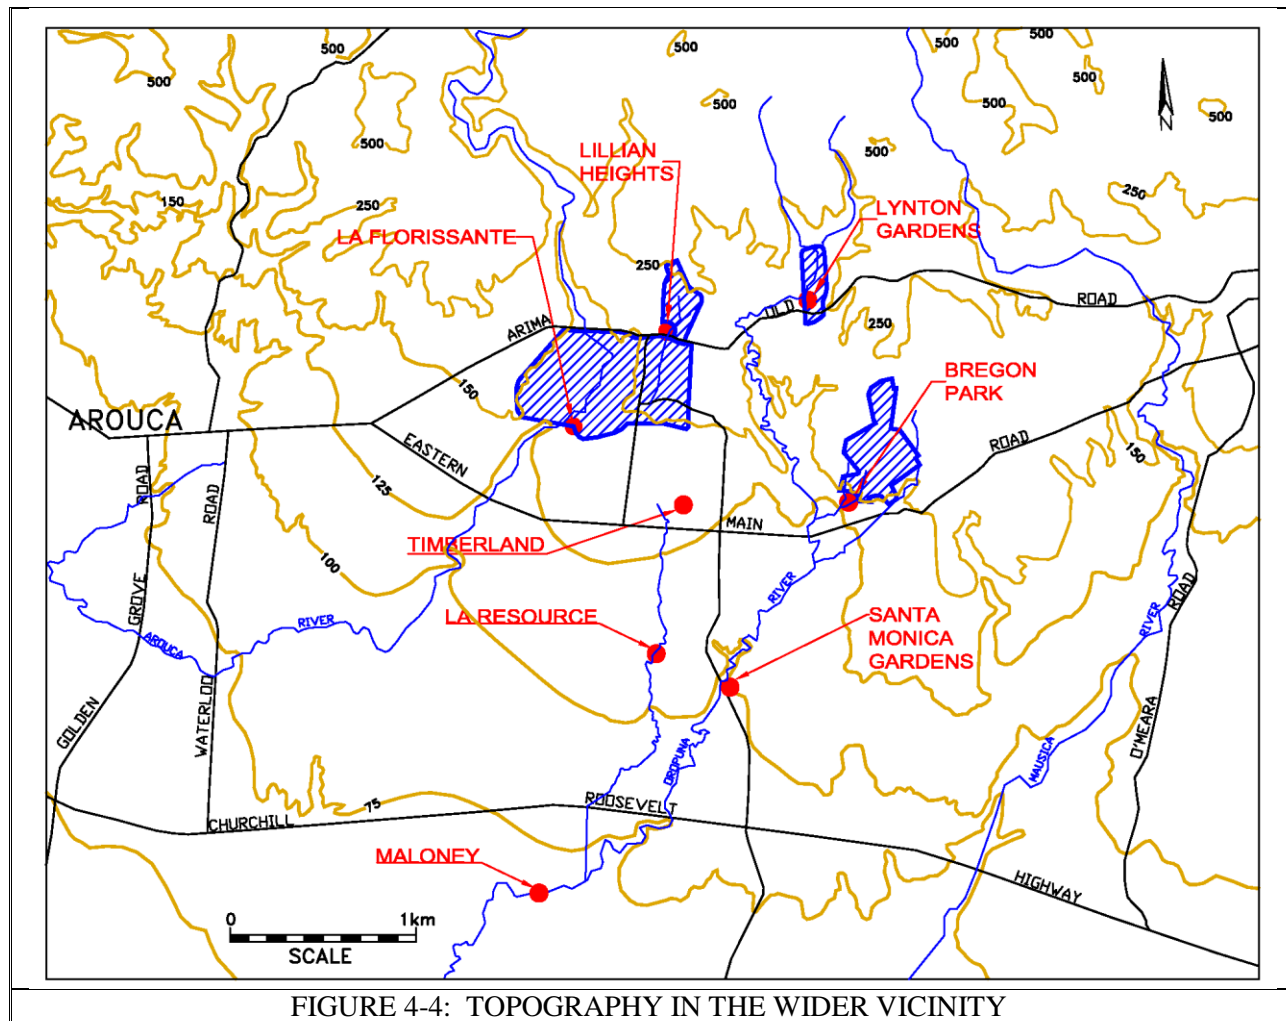 500
500
500
500
500
500
500
500
500
500
500
150
250
250
LILLIAN
HEIGHTS
LYNTON
GARDENS
LA FLORISSANTE
250
N
ARIMA
OLD
ROAD
250
150
BREGON
PARK
AROUCA
EASTERN
ROAD
150
125
ROAD
ROAD
MAIN
TIMBERLAND
100
GROVE
RIVER
ROAD
LA RESOURCE
SANTA
MONICA
GARDENS
RIVER
RIVER
AROUCA
GOLDEN
WATERLOO
OROPUNA
MAUSICA
O'MEARA
75
ROOSEVELT
CHURCHILL
MALONEY
HIGHWAY
0 1km
SCALE
FIGURE 4-4: TOPOGRAPHY IN THE WIDER VICINITY